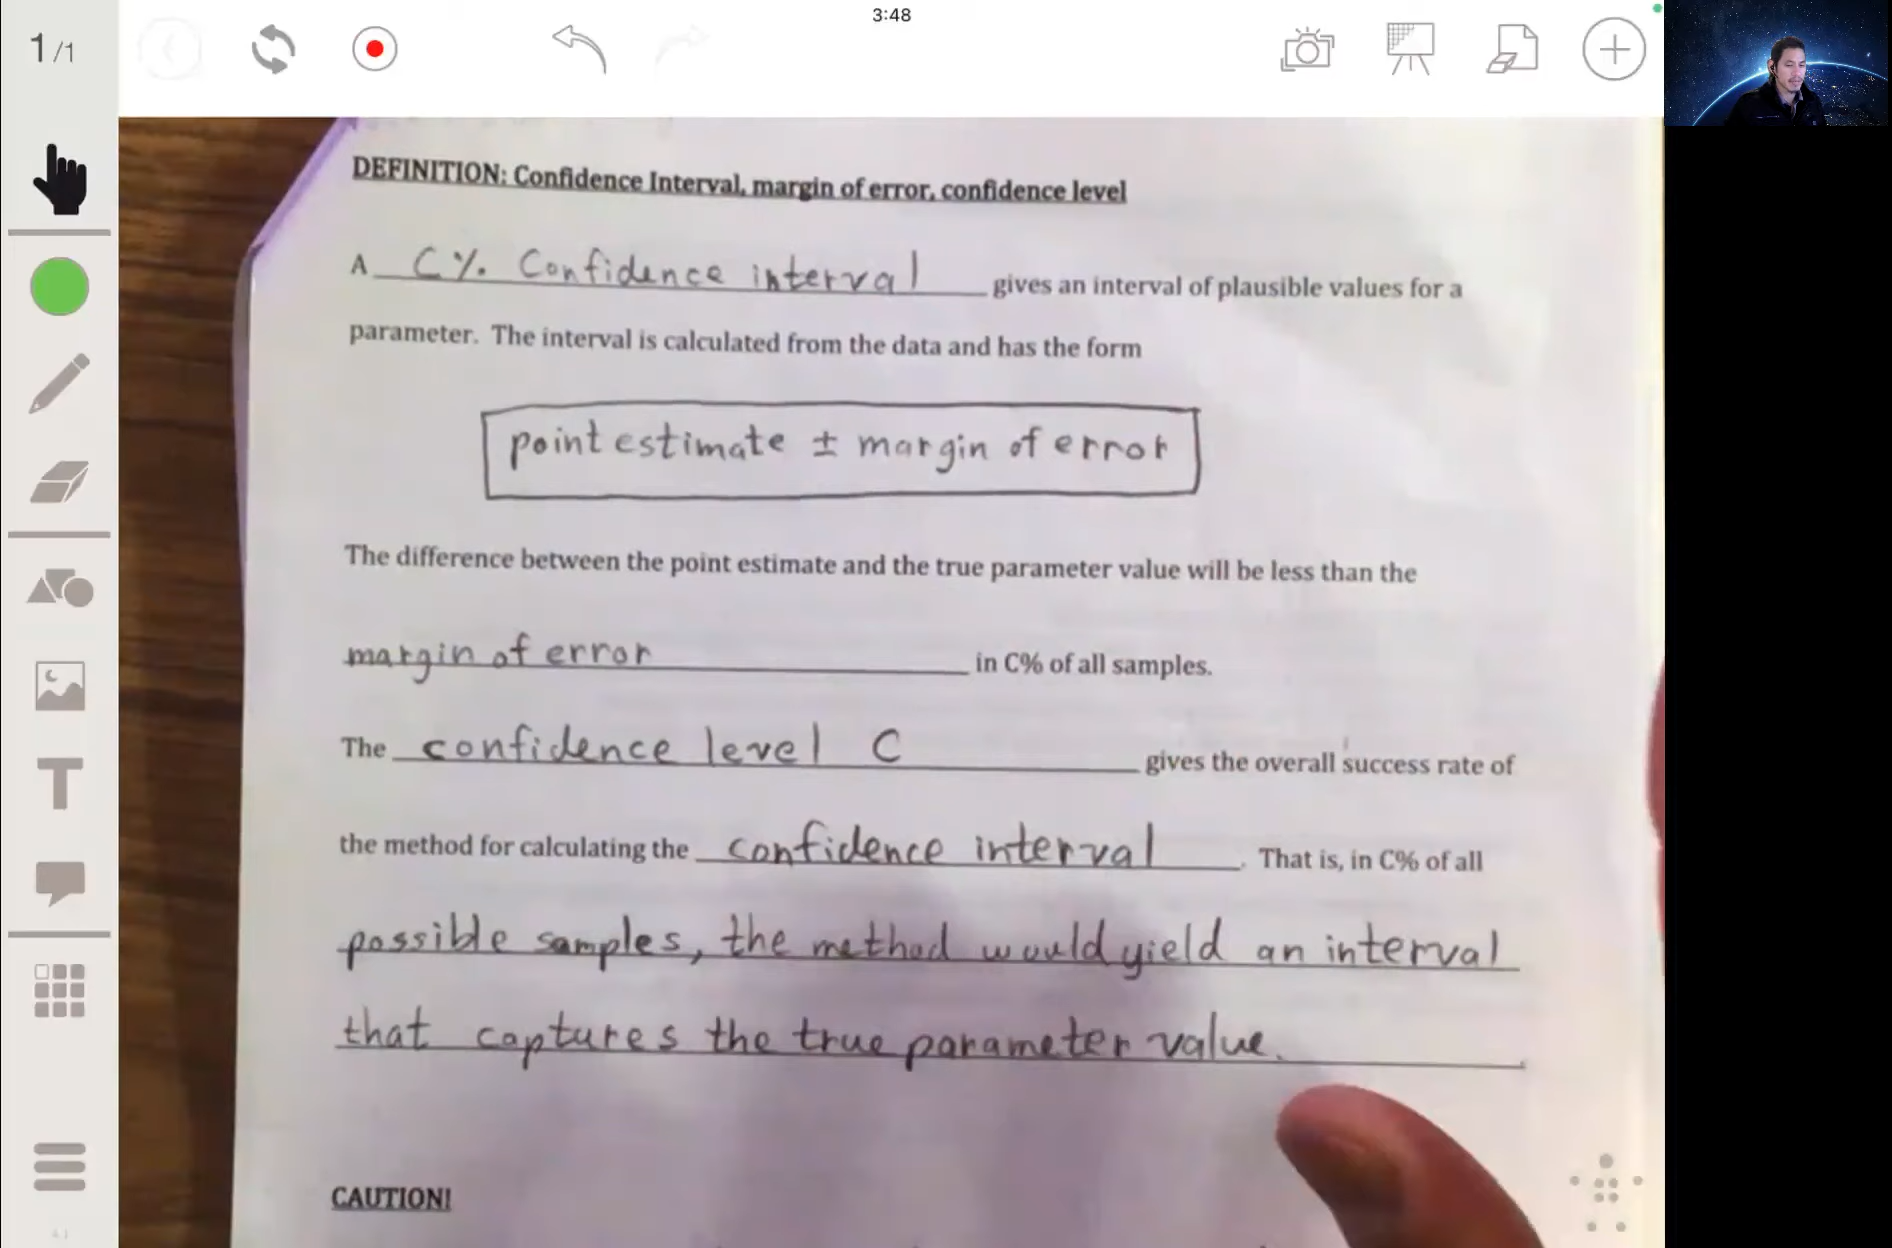 3:48
1/1
DEFINITION: Confidence Interval, margin of error, confidence level
A C% Confidence interval gives an interval of plausible values for a
parameter. The interval is calculated from the data and has the form
point estimate ± margin of error
The difference between the point estimate and the true parameter value will be less than the
margin of error in C% of all samples.
The confidence level C gives the overall success rate of
the method for calculating the confidence interval. That is, in C% of all
possible samples, the method would yield an interval
that captures the true parameter value.
CAUTION!
T